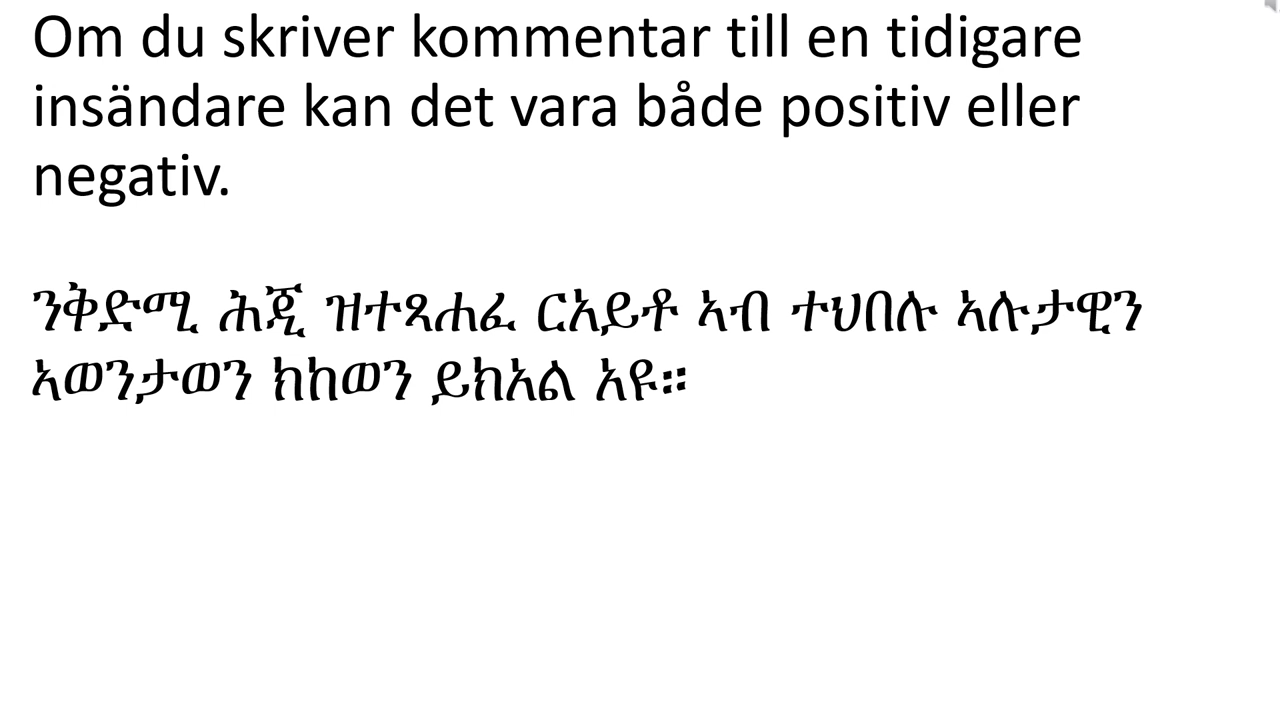 Om du skriver kommentar till en tidigare
insändare kan det vara både positiv eller
negativ.
ንቅድሚ ሕጂ ዝተጻሐፈ ርእይቶ ኣብ ተህበሉ ኣሉታዊን
ኣወንታወን ክከወን ይክእል እዩ።